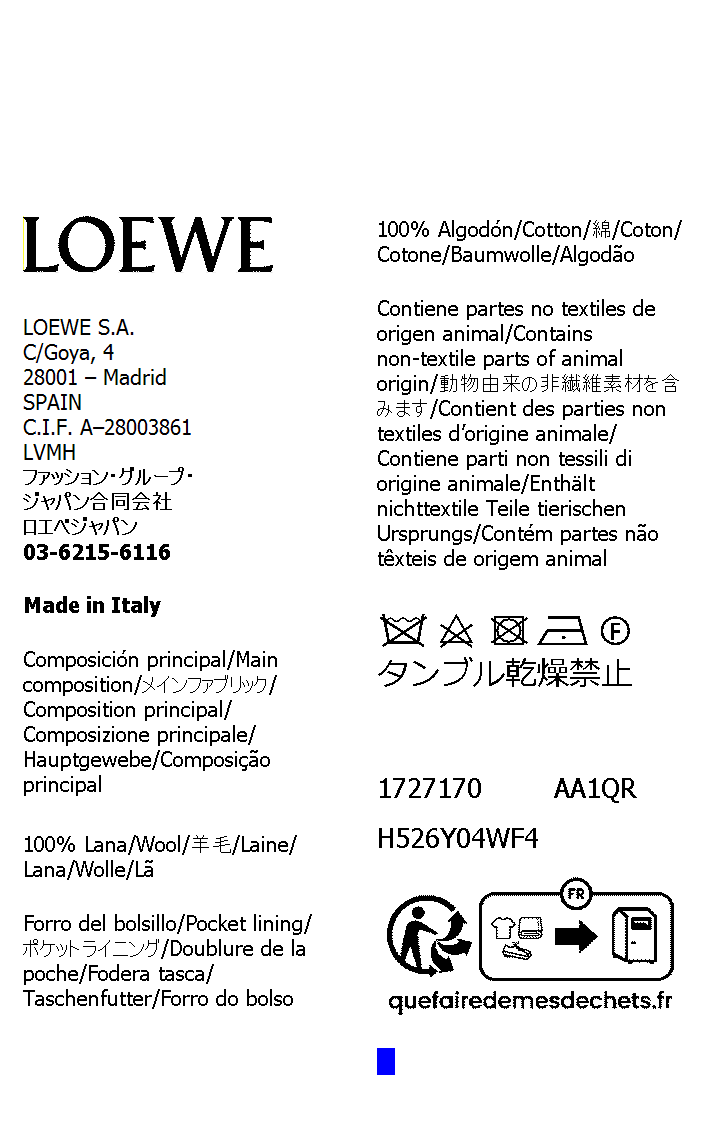 LOEWE
LOEWE S.A.
C/Goya, 4
28001 – Madrid
SPAIN
C.I.F. A–28003861
LVMH
ファッション・グループ・
ジャパン合同会社
ロエベジャパン
03-6215-6116
Made in Italy
Composición principal/Main
composition/メインファブリック/
Composition principal/
Composizione principale/
Hauptgewebe/Composição
principal
100% Lana/Wool/羊毛/Laine/
Lana/Wolle/Lã
Forro del bolsillo/Pocket lining/
ポケットライニング/Doublure de la
poche/Fodera tasca/
Taschenfutter/Forro do bolso
100% Algodón/Cotton/綿/Coton/
Cotone/Baumwolle/Algodão
Contiene partes no textiles de
origen animal/Contains
non-textile parts of animal
origin/動物由来の非繊維素材を含
みます/Contient des parties non
textiles d’origine animale/
Contiene parti non tessili di
origine animale/Enthält
nichttextile Teile tierischen
Ursprungs/Contém partes não
têxteis de origem animal
F
タンブル乾燥禁止
1727170 AA1QR
H526Y04WF4
FR
quefairedemesdechets.fr